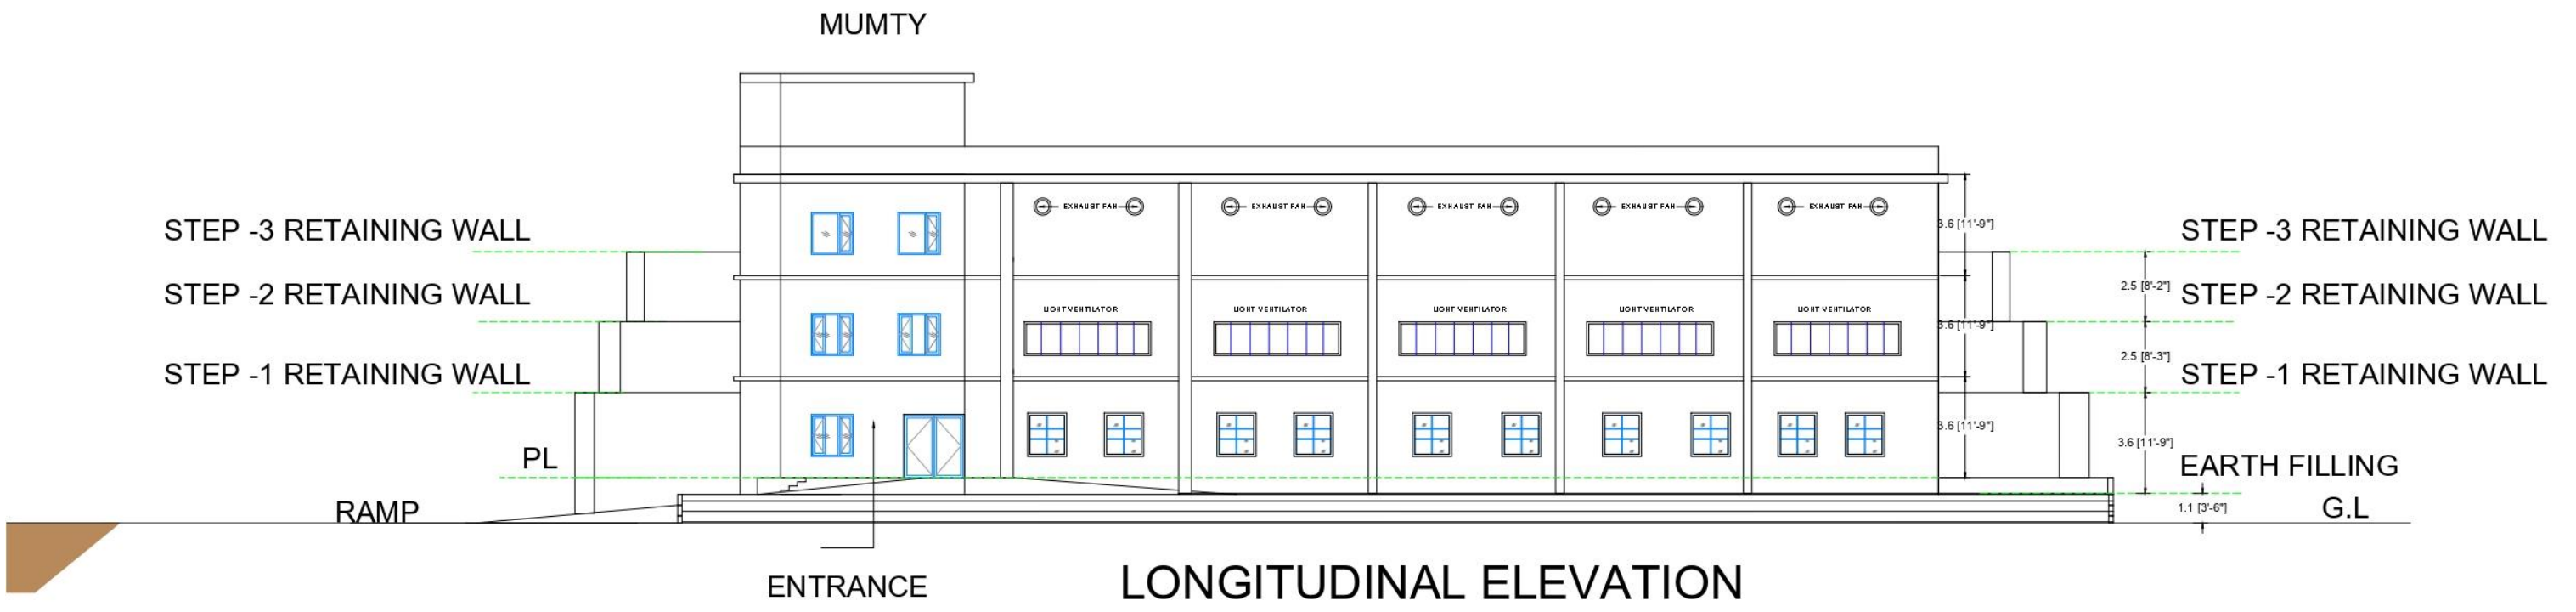 MUMTY
STEP -3 RETAINING WALL
EXHAUST FAN
EXHAUST FAN
EXHAUST FAN
EXHAUST FAN
EXHAUST FAN
3.6 [11'-9"]
STEP -3 RETAINING WALL
STEP -2 RETAINING WALL
LIGHT VENTILATOR
LIGHT VENTILATOR
LIGHT VENTILATOR
LIGHT VENTILATOR
LIGHT VENTILATOR
3.6 [11'-9"]
2.5 [8'-2"]
STEP -2 RETAINING WALL
STEP -1 RETAINING WALL
2.5 [8'-3"]
STEP -1 RETAINING WALL
3.6 [11'-9"]
3.6 [11'-9"]
PL
EARTH FILLING
RAMP
1.1 [3'-6"]
G.L
ENTRANCE
LONGITUDINAL ELEVATION